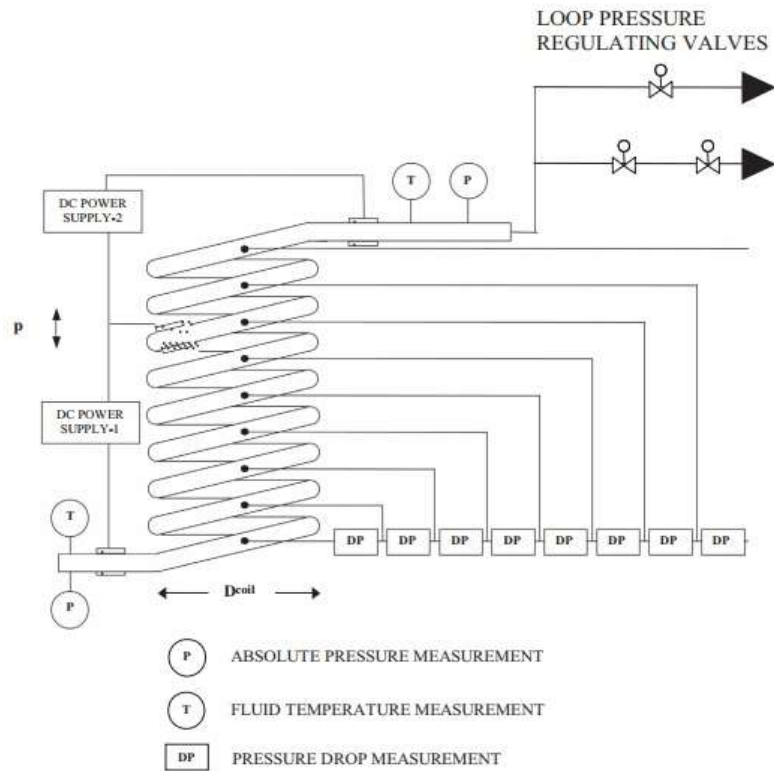 LOOP PRESSURE
REGULATING VALVES
T
P
DC POWER
SUPPLY-2
p
DC POWER
SUPPLY-1
T
DP
DP
DP
DP
DP
DP
DP
DP
P
Dcoil
P
ABSOLUTE PRESSURE MEASUREMENT
T
FLUID TEMPERATURE MEASUREMENT
DP
PRESSURE DROP MEASUREMENT